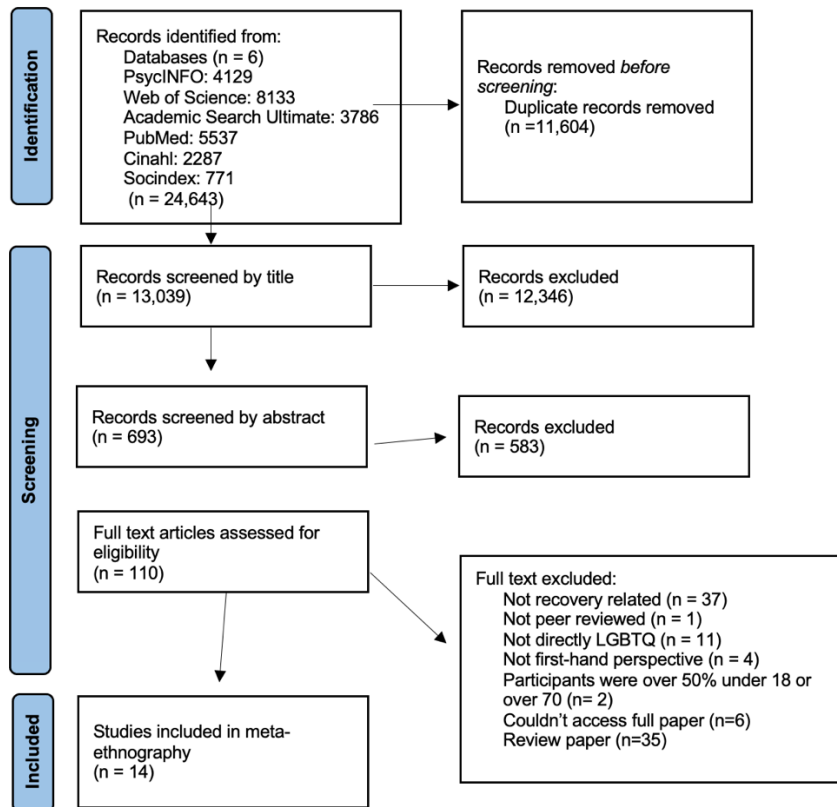 Identification
Records identified from:
Databases (n = 6)
PsycINFO: 4129
Web of Science: 8133
Academic Search Ultimate: 3786
PubMed: 5537
Cinahl: 2287
Socindex: 771
(n = 24,643)
Records removed before
screening:
Duplicate records removed
(n =11,604)
Screening
Records screened by title
(n = 13,039)
Records excluded
(n = 12,346)
Records screened by abstract
(n = 693)
Records excluded
(n = 583)
Full text articles assessed for
eligibility
(n = 110)
Full text excluded:
Not recovery related (n = 37)
Not peer reviewed (n = 1)
Not directly LGBTQ (n = 11)
Not first-hand perspective (n = 4)
Participants were over 50% under 18 or
over 70 (n= 2)
Couldn't access full paper (n=6)
Review paper (n=35)
Included
Studies included in meta-
ethnography
(n = 14)